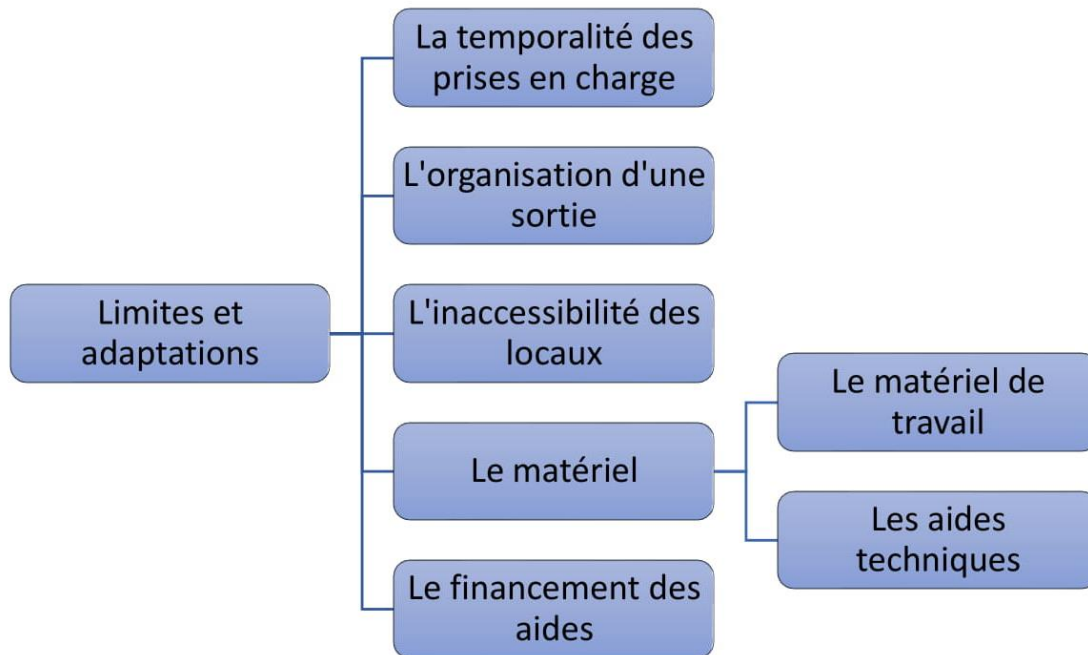 La temporalité des
prises en charge
L'organisation d'une
sortie
Limites et
adaptations
L'inaccessibilité des
locaux
Le matériel
Le matériel de
travail
Les aides
techniques
Le financement des
aides